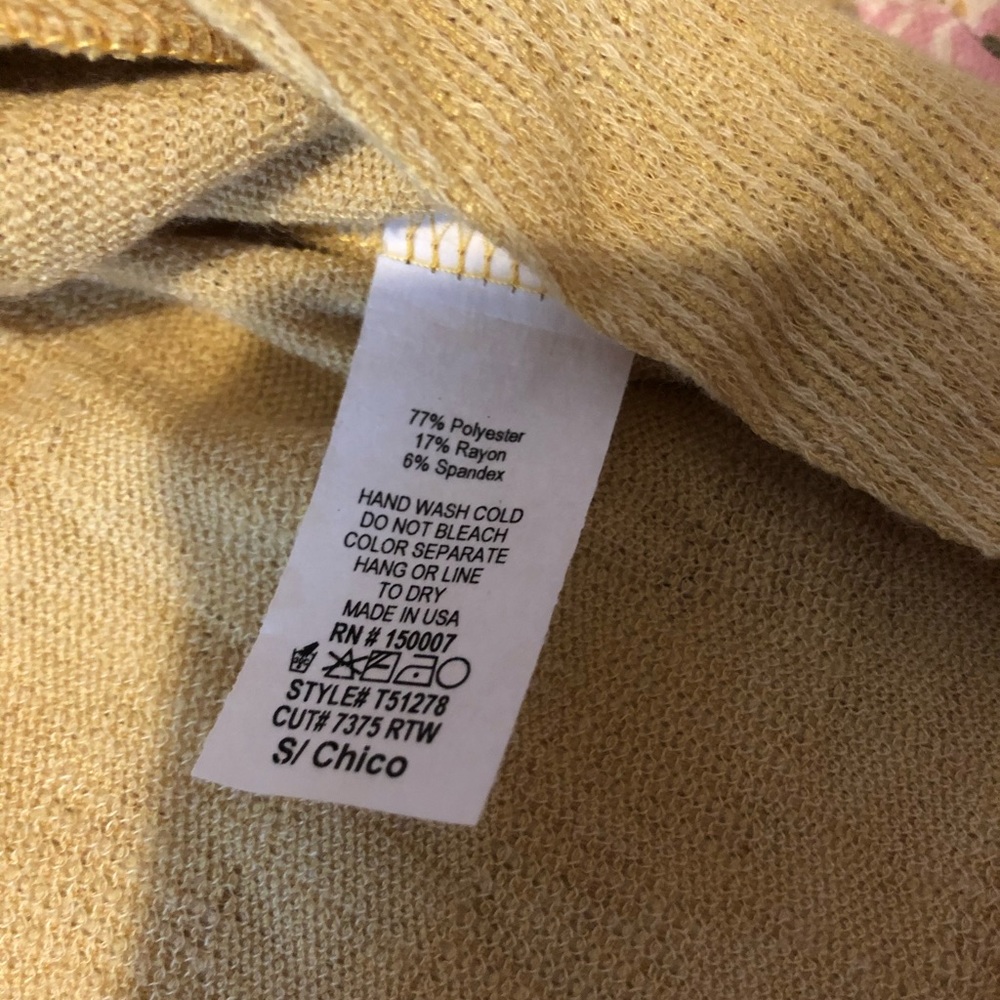 77% Polyester
17% Rayon
6% Spandex
HAND WASH COLD
DO NOT BLEACH
COLOR SEPARATE
HANG OR LINE
TO DRY
MADE IN USA
RN # 150007
STYLE# T51278
CUT# 7375 RTW
S/ Chico